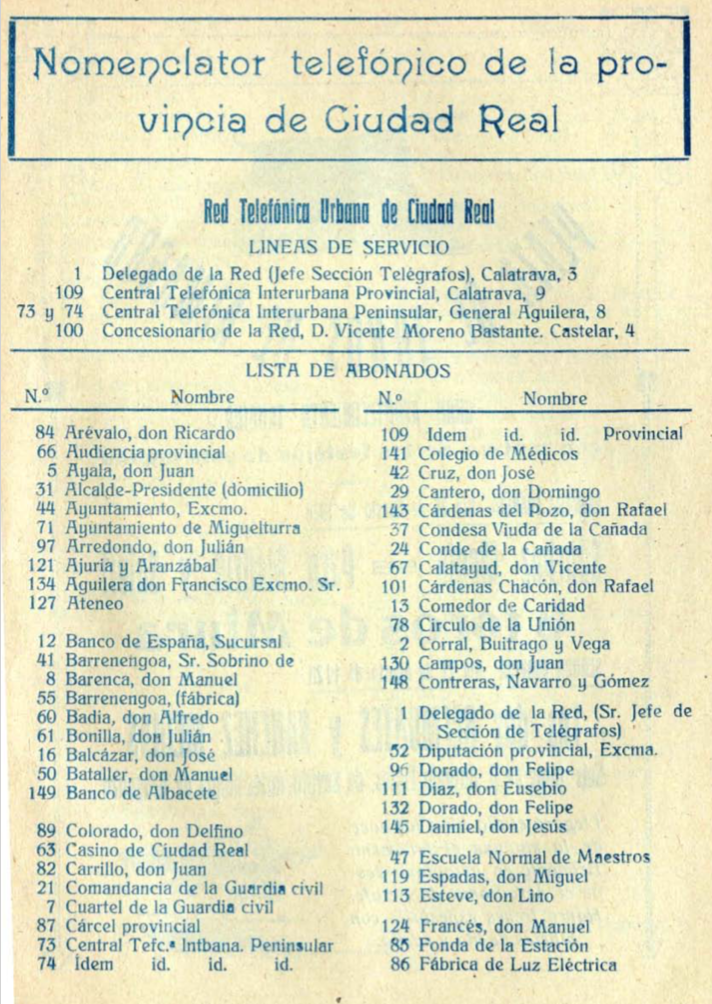 Nomenclator telefónico de la pro-
vincia de Ciudad Real
Red Telefónica Urbana de Ciudad Real
LINEAS DE SERVICIO
1 Delegado de la Red (Jefe Sección Telégrafos), Calatrava, 3
109 Central Telefónica Interurbana Provincial, Calatrava, 9
73 y 74 Central Telefónica Interurbana Peninsular, General Aguilera, 8
100 Concesionario de la Red, D. Vicente Moreno Bastante. Castelar, 4
LISTA DE ABONADOS
N.º Nombre
84 Arévalo, don Ricardo
66 Audiencia provincial
5 Ayala, don Juan
31 Alcalde-Presidente (domicilio)
44 Ayuntamiento, Excmo.
71 Ayuntamiento de Miguelturra
97 Arredondo, don Julián
121 Ajuria y Aranzábal
134 Aguilera don Francisco Excmo. Sr.
127 Ateneo
12 Banco de España, Sucursal
41 Barrenengoa, Sr. Sobrino de
8 Barenca, don Manuel
55 Barrenengoa, (fábrica)
60 Badia, don Alfredo
61 Bonilla, don Julián
16 Balcázar, don José
50 Bataller, don Manuel
149 Banco de Albacete
89 Colorado, don Delfino
63 Casino de Ciudad Real
82 Carrillo, don Juan
21 Comandancia de la Guardia civil
7 Cuartel de la Guardia civil
87 Cárcel provincial
73 Central Tefc.ª Intbana. Peninsular
74 Idem id. id. id.
N.º Nombre
109 Idem id. id. Provincial
141 Colegio de Médicos
42 Cruz, don José
29 Cantero, don Domingo
143 Cárdenas del Pozo, don Rafael
37 Condesa Viuda de la Cañada
24 Conde de la Cañada
67 Calatayud, don Vicente
101 Cárdenas Chacón, don Rafael
13 Comedor de Caridad
78 Circulo de la Unión
2 Corral, Buitrago y Vega
130 Campos, don Juan
148 Contreras, Navarro y Gómez
1 Delegado de la Red, (Sr. Jefe de
Sección de Telégrafos)
52 Diputación provincial, Excma.
96 Dorado, don Felipe
111 Diaz, don Eusebio
132 Dorado, don Felipe
145 Daimiel, don Jesús
47 Escuela Normal de Maestros
119 Espadas, don Miguel
113 Esteve, don Lino
124 Francés, don Manuel
85 Fonda de la Estación
86 Fábrica de Luz Eléctrica